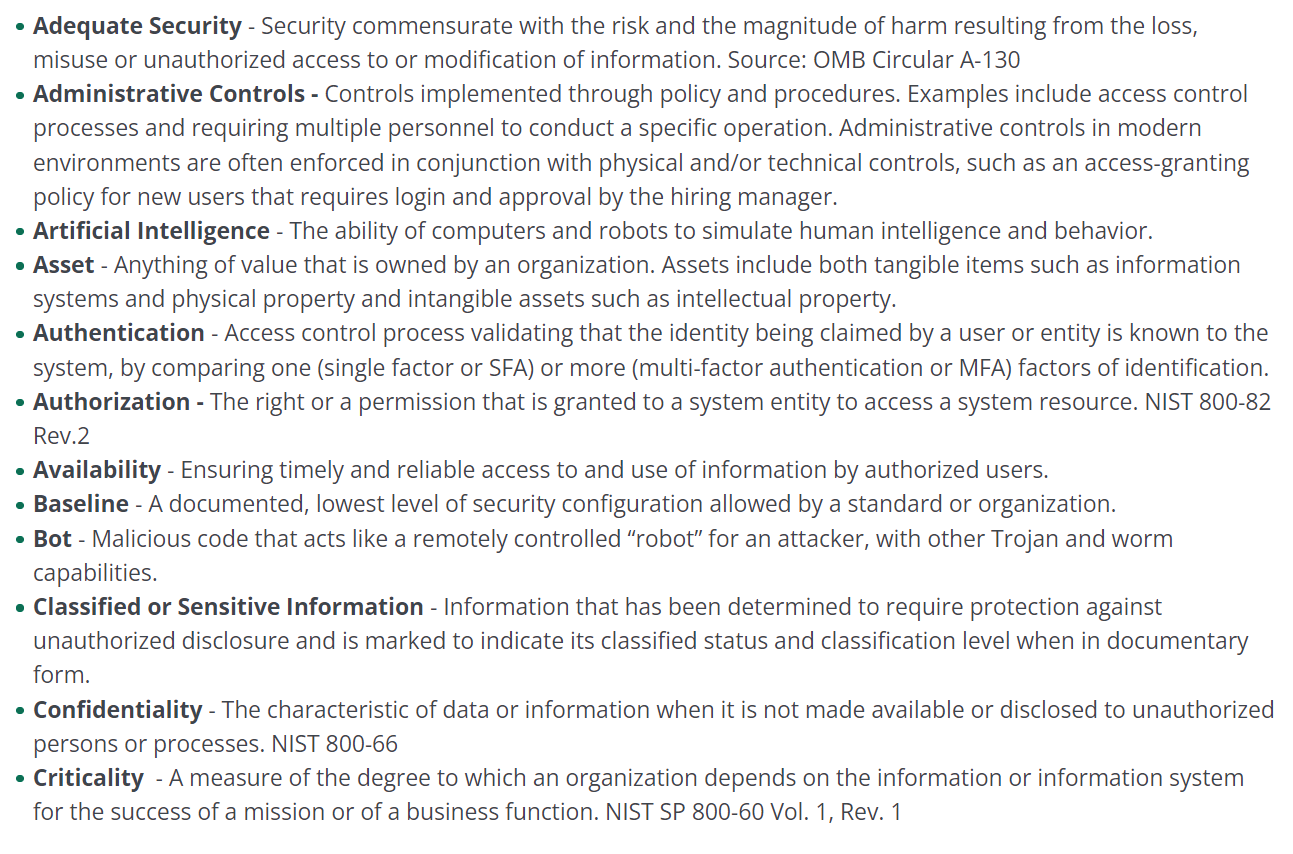 • Adequate Security - Security commensurate with the risk and the magnitude of harm resulting from the loss,
misuse or unauthorized access to or modification of information. Source: OMB Circular A-130
• Administrative Controls - Controls implemented through policy and procedures. Examples include access control
processes and requiring multiple personnel to conduct a specific operation. Administrative controls in modern
environments are often enforced in conjunction with physical and/or technical controls, such as an access-granting
policy for new users that requires login and approval by the hiring manager.
• Artificial Intelligence - The ability of computers and robots to simulate human intelligence and behavior.
• Asset - Anything of value that is owned by an organization. Assets include both tangible items such as information
systems and physical property and intangible assets such as intellectual property.
• Authentication - Access control process validating that the identity being claimed by a user or entity is known to the
system, by comparing one (single factor or SFA) or more (multi-factor authentication or MFA) factors of identification.
• Authorization - The right or a permission that is granted to a system entity to access a system resource. NIST 800-82
Rev.2
• Availability - Ensuring timely and reliable access to and use of information by authorized users.
• Baseline - A documented, lowest level of security configuration allowed by a standard or organization.
• Bot - Malicious code that acts like a remotely controlled “robot” for an attacker, with other Trojan and worm
capabilities.
• Classified or Sensitive Information - Information that has been determined to require protection against
unauthorized disclosure and is marked to indicate its classified status and classification level when in documentary
form.
• Confidentiality - The characteristic of data or information when it is not made available or disclosed to unauthorized
persons or processes. NIST 800-66
• Criticality - A measure of the degree to which an organization depends on the information or information system
for the success of a mission or of a business function. NIST SP 800-60 Vol. 1, Rev. 1